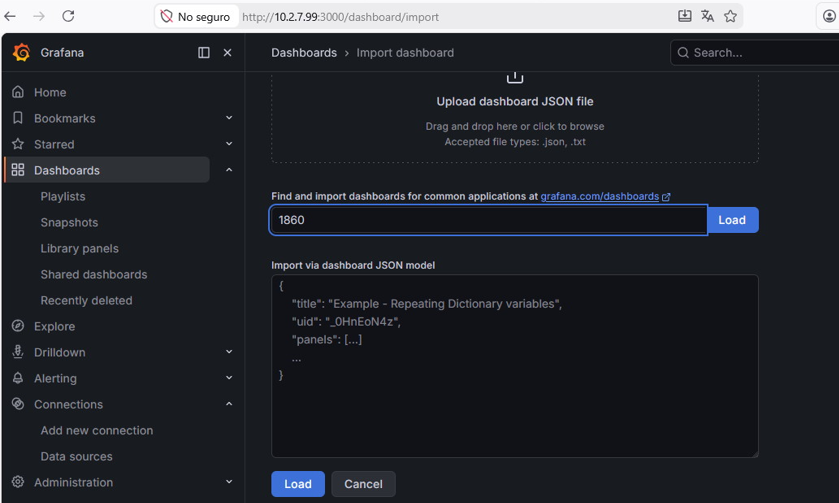 No seguro
http://10.2.7.99:3000/dashboard/import
Grafana
Dashboards › Import dashboard
Search...
Home
Bookmarks
Starred
Dashboards
Playlists
Snapshots
Library panels
Shared dashboards
Recently deleted
Explore
Drilldown
Alerting
Connections
Add new connection
Data sources
Administration
Upload dashboard JSON file
Drag and drop here or click to browse
Accepted file types: .json, .txt
Find and import dashboards for common applications at grafana.com/dashboards
1860
Load
Import via dashboard JSON model
{
"title": "Example - Repeating Dictionary variables",
"uid": "_0HnEoN4z",
"panels": [...]
...
}
Load
Cancel